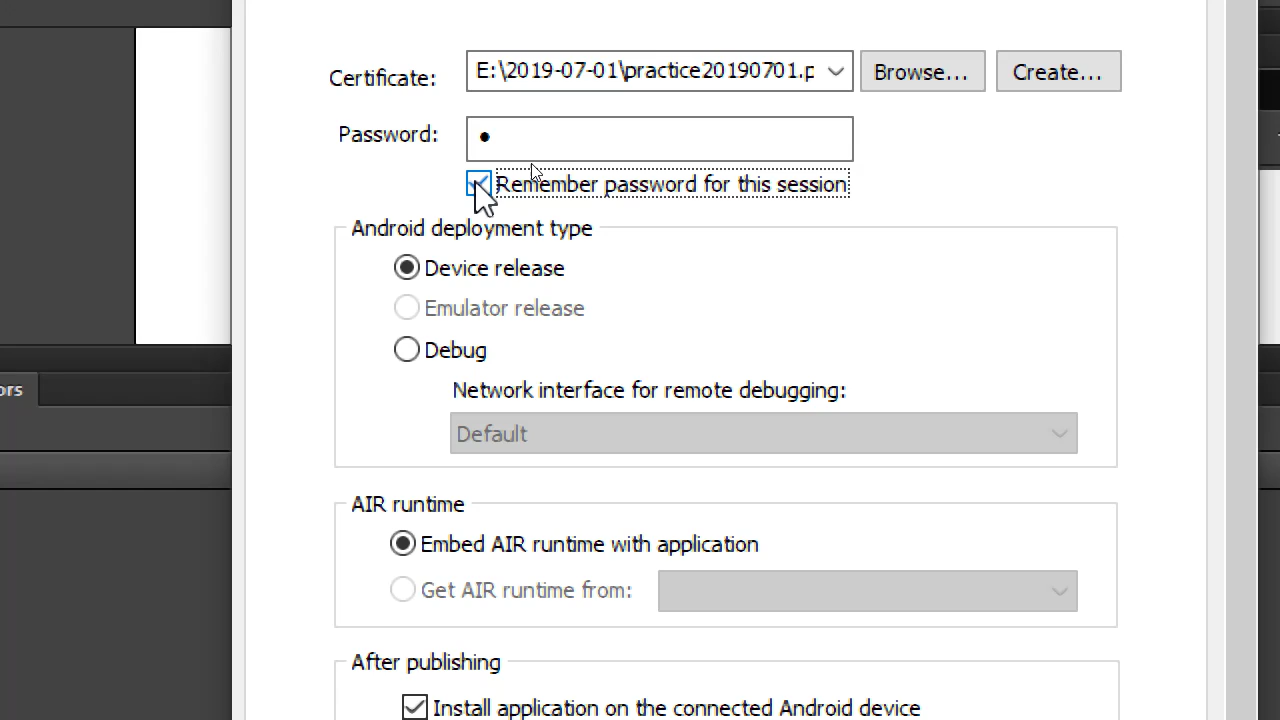 Certificate: E:\2019-07-01\practice20190701.p Browse... Create...
Password: ●
Remember password for this session
Android deployment type
Device release
Emulator release
Debug
ors
Network interface for remote debugging:
Default
AIR runtime
Embed AIR runtime with application
Get AIR runtime from:
After publishing
Install application on the connected Android device